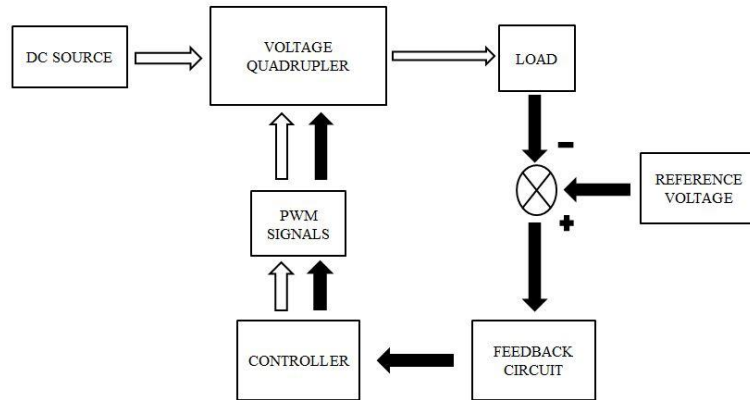 DC SOURCE
VOLTAGE
QUADRUPLER
LOAD
-
REFERENCE
VOLTAGE
+
PWM
SIGNALS
CONTROLLER
FEEDBACK
CIRCUIT